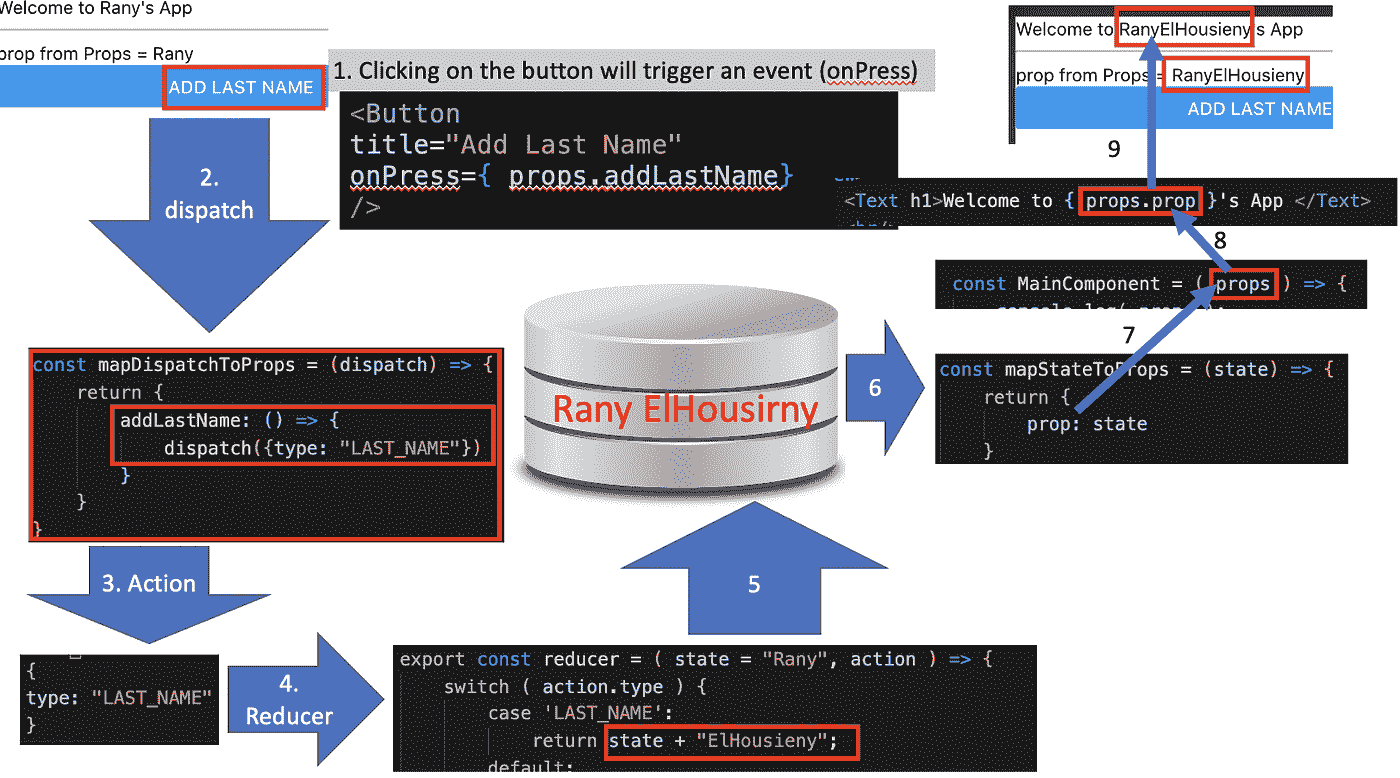 Welcome to Rany's App
prop from Props = Rany
ADD LAST NAME
1. Clicking on the button will trigger an event (onPress)
<Button
title="Add Last Name"
onPress={ props.addLastName}
/>
2.
dispatch
const mapDispatchToProps = (dispatch) => {
return {
addLastName: () => {
dispatch({type: "LAST_NAME"})
}
}
}
3. Action
{
type: "LAST_NAME"
}
4.
Reducer
export const reducer = ( state = "Rany", action ) => {
switch ( action.type ) {
case 'LAST_NAME':
return state + "ElHousieny";
default:
5
Rany ElHousirny
6
const mapStateToProps = (state) => {
return {
prop: state
}
7
const MainComponent = ( props ) => {
8
<Text h1>Welcome to { props.prop }'s App </Text>
9
Welcome to RanyElHousieny's App
prop from Props = RanyElHousieny
ADD LAST NAME